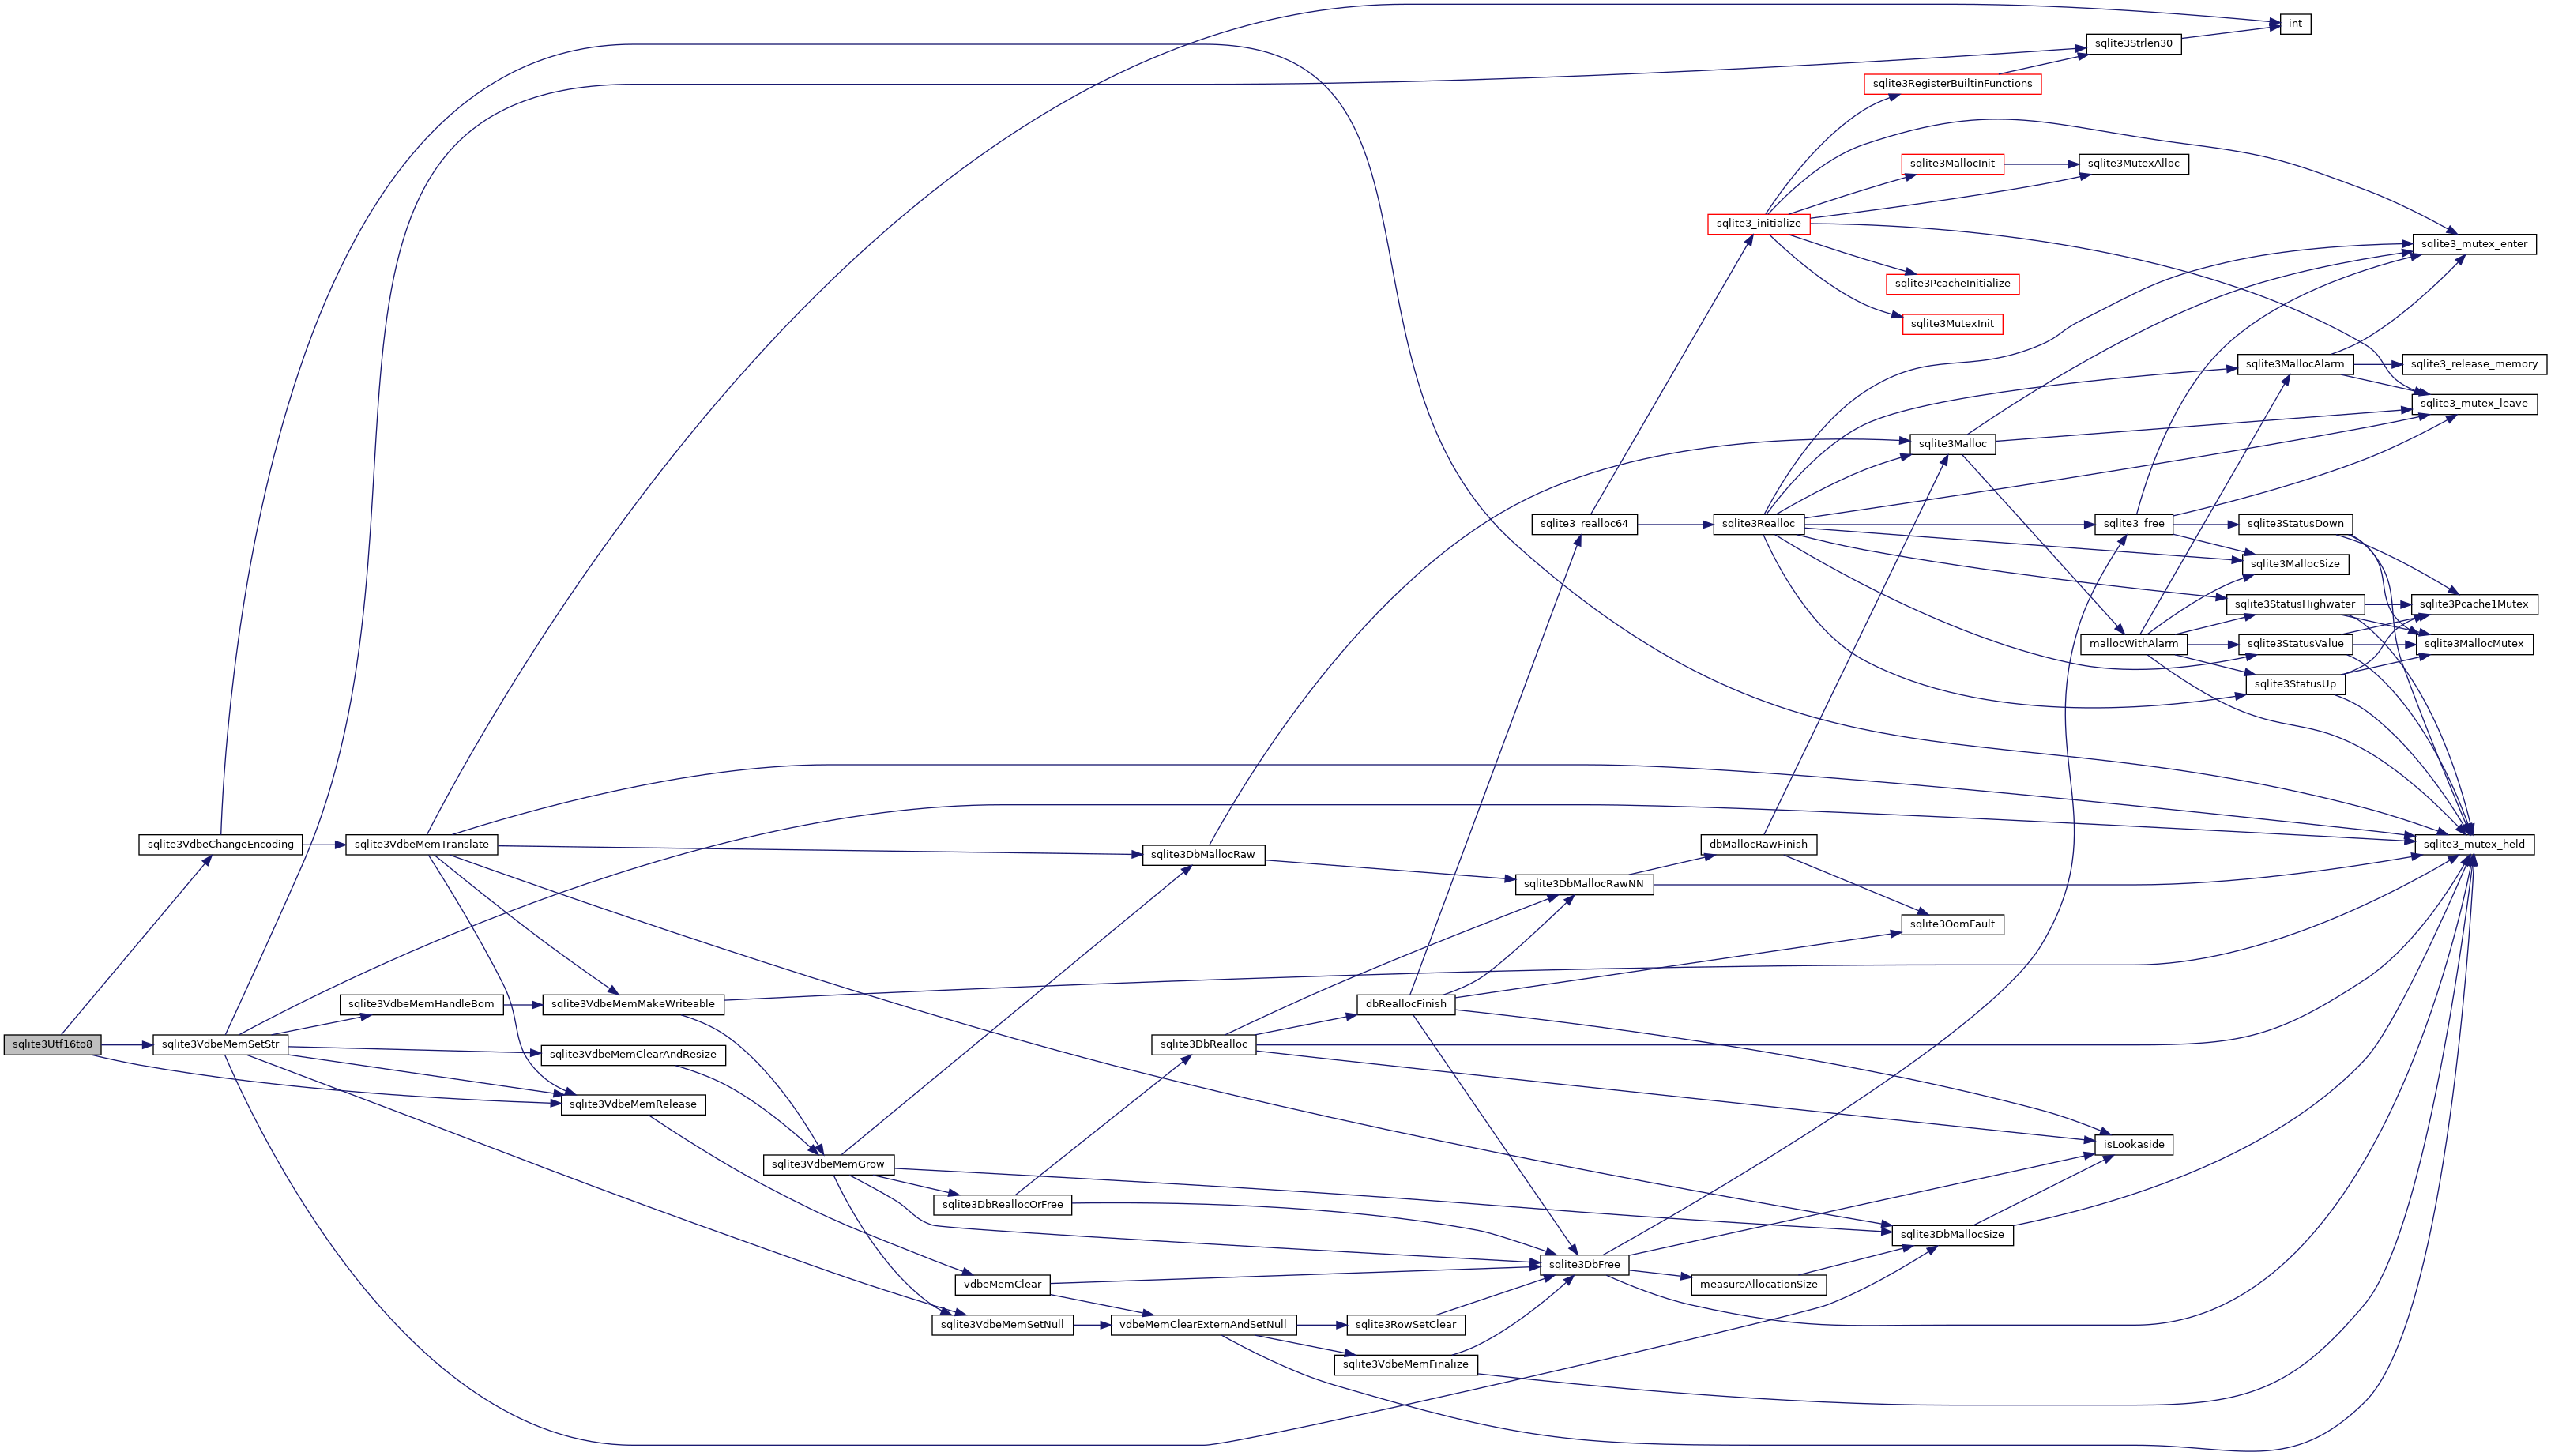 int
sqlite3Strlen30
sqlite3RegisterBuiltinFunctions
sqlite3MallocInit
sqlite3MutexAlloc
sqlite3_initialize
sqlite3_mutex_enter
sqlite3PcacheInitialize
sqlite3MutexInit
sqlite3MallocAlarm
sqlite3_release_memory
sqlite3_mutex_leave
sqlite3Malloc
sqlite3_realloc64
sqlite3Realloc
sqlite3_free
sqlite3StatusDown
sqlite3MallocSize
sqlite3StatusHighwater
sqlite3Pcache1Mutex
mallocWithAlarm
sqlite3StatusValue
sqlite3MallocMutex
sqlite3StatusUp
sqlite3VdbeChangeEncoding
sqlite3VdbeMemTranslate
sqlite3DbMallocRaw
dbMallocRawFinish
sqlite3_mutex_held
sqlite3DbMallocRawNN
sqlite3OomFault
sqlite3VdbeMemHandleBom
sqlite3VdbeMemMakeWriteable
dbReallocFinish
sqlite3Utf16to8
sqlite3VdbeMemSetStr
sqlite3VdbeMemClearAndResize
sqlite3DbRealloc
sqlite3VdbeMemRelease
isLookaside
sqlite3VdbeMemGrow
sqlite3DbReallocOrFree
sqlite3DbMallocSize
sqlite3DbFree
vdbeMemClear
measureAllocationSize
sqlite3VdbeMemSetNull
vdbeMemClearExternAndSetNull
sqlite3RowSetClear
sqlite3VdbeMemFinalize